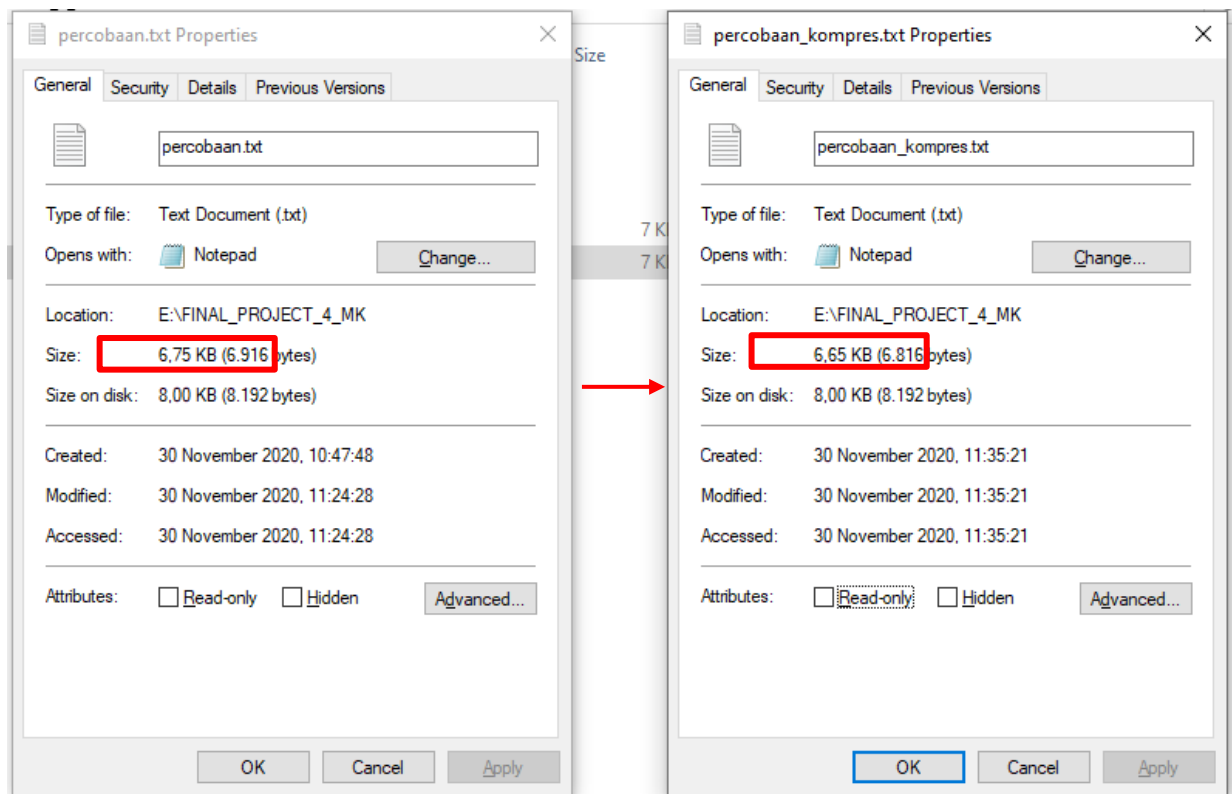 percobaan.txt Properties
General Security Details Previous Versions
percobaan.txt
Type of file: Text Document (.txt)
Opens with: Notepad Change...
Location: E:\FINAL_PROJECT_4_MK
Size: 6,75 KB (6.916 bytes)
Size on disk: 8,00 KB (8.192 bytes)
Created: 30 November 2020, 10:47:48
Modified: 30 November 2020, 11:24:28
Accessed: 30 November 2020, 11:24:28
Attributes: Read-only Hidden Advanced...
OK Cancel Apply
Size
7 K
7 K
percobaan_kompres.txt Properties
General Security Details Previous Versions
percobaan_kompres.txt
Type of file: Text Document (.txt)
Opens with: Notepad Change...
Location: E:\FINAL_PROJECT_4_MK
Size: 6,65 KB (6.816 bytes)
Size on disk: 8,00 KB (8.192 bytes)
Created: 30 November 2020, 11:35:21
Modified: 30 November 2020, 11:35:21
Accessed: 30 November 2020, 11:35:21
Attributes: Read-only Hidden Advanced...
OK Cancel Apply